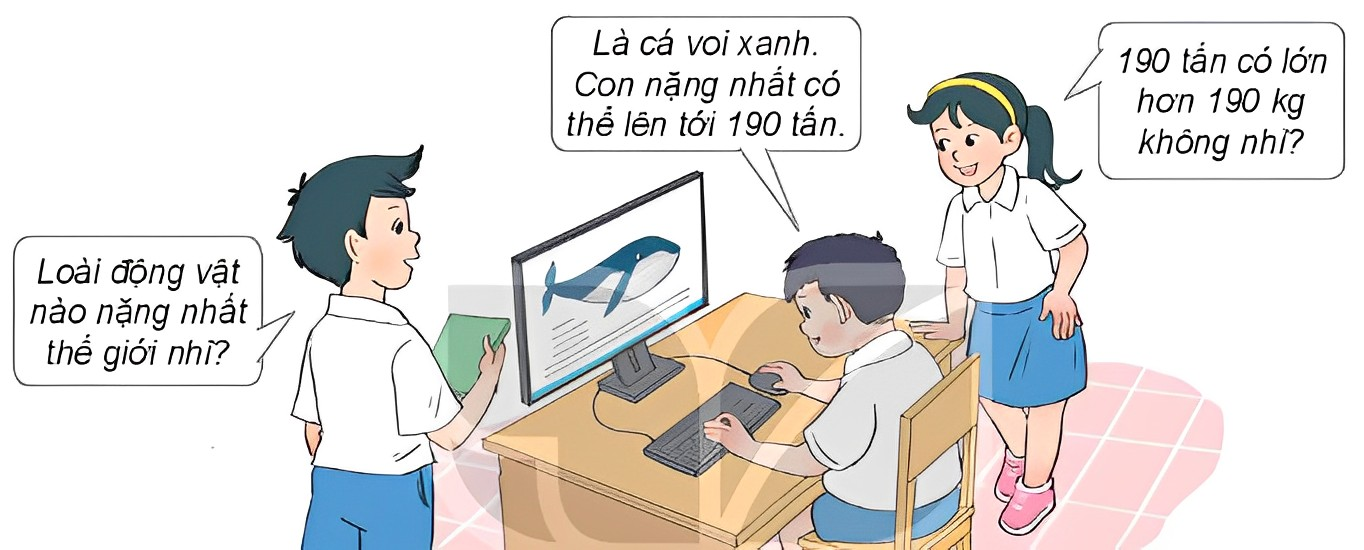 Loài động vật
nào nặng nhất
thế giới nhỉ?
Là cá voi xanh.
Con nặng nhất có
thể lên tới 190 tấn.
190 tấn có lớn
hơn 190 kg
không nhỉ?